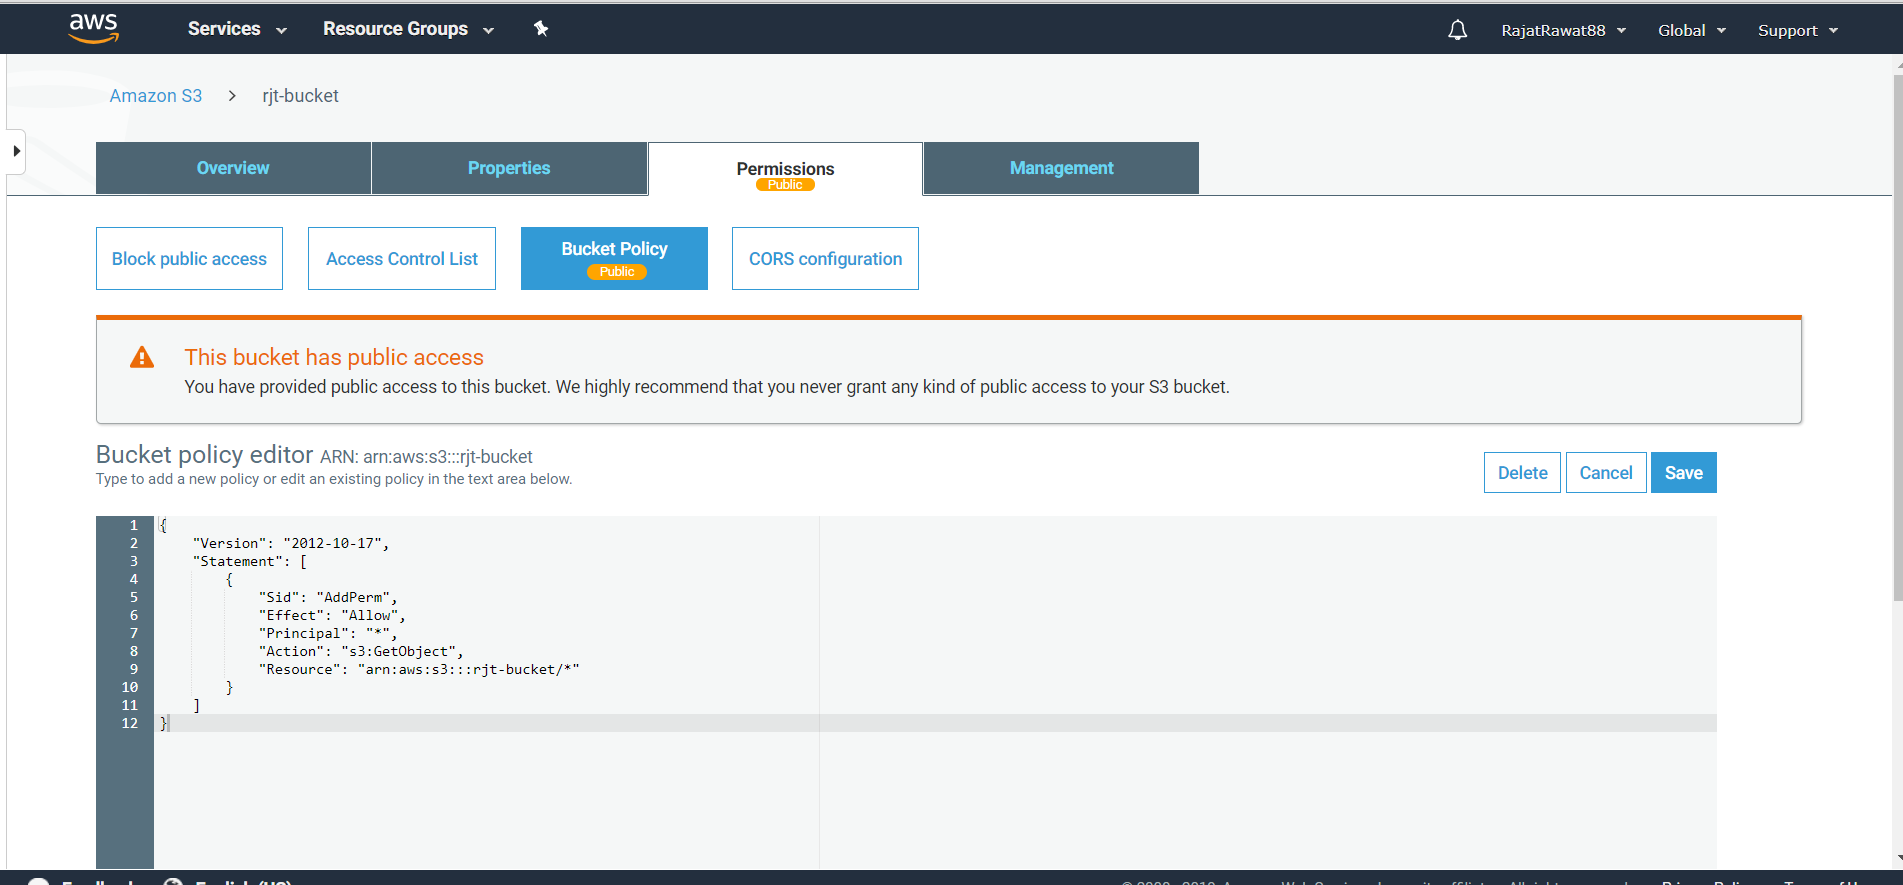 aws Services Resource Groups RajatRawat88 Global Support
Amazon S3 > rjt-bucket
Overview Properties Permissions Management
Public
Block public access Access Control List Bucket Policy CORS configuration
Public
This bucket has public access
You have provided public access to this bucket. We highly recommend that you never grant any kind of public access to your S3 bucket.
Bucket policy editor ARN: arn:aws:s3:::rjt-bucket
Type to add a new policy or edit an existing policy in the text area below.
Delete Cancel Save
1 {
2 "Version": "2012-10-17",
3 "Statement": [
4 {
5 "Sid": "AddPerm",
6 "Effect": "Allow",
7 "Principal": "*",
8 "Action": "s3:GetObject",
9 "Resource": "arn:aws:s3:::rjt-bucket/*"
10 }
11 ]
12 }